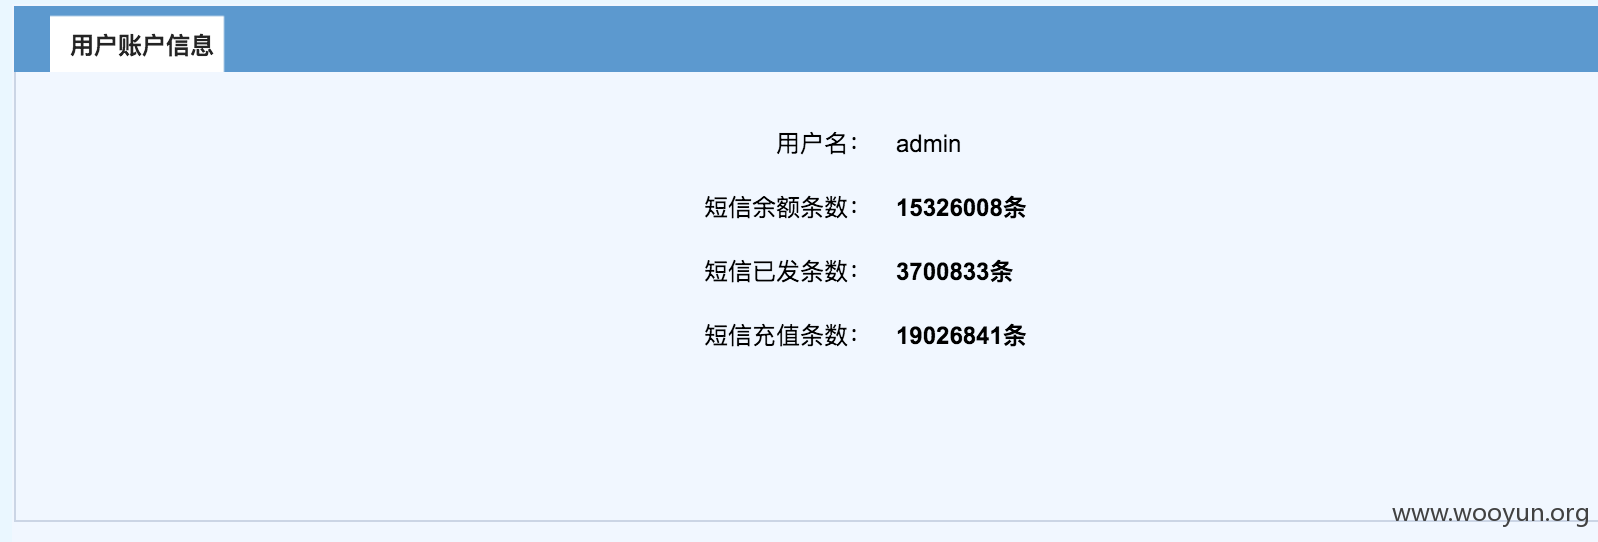 用户账户信息
用户名： admin
短信余额条数： 15326008条
短信已发条数： 3700833条
短信充值条数： 19026841条
www.wooyun.org